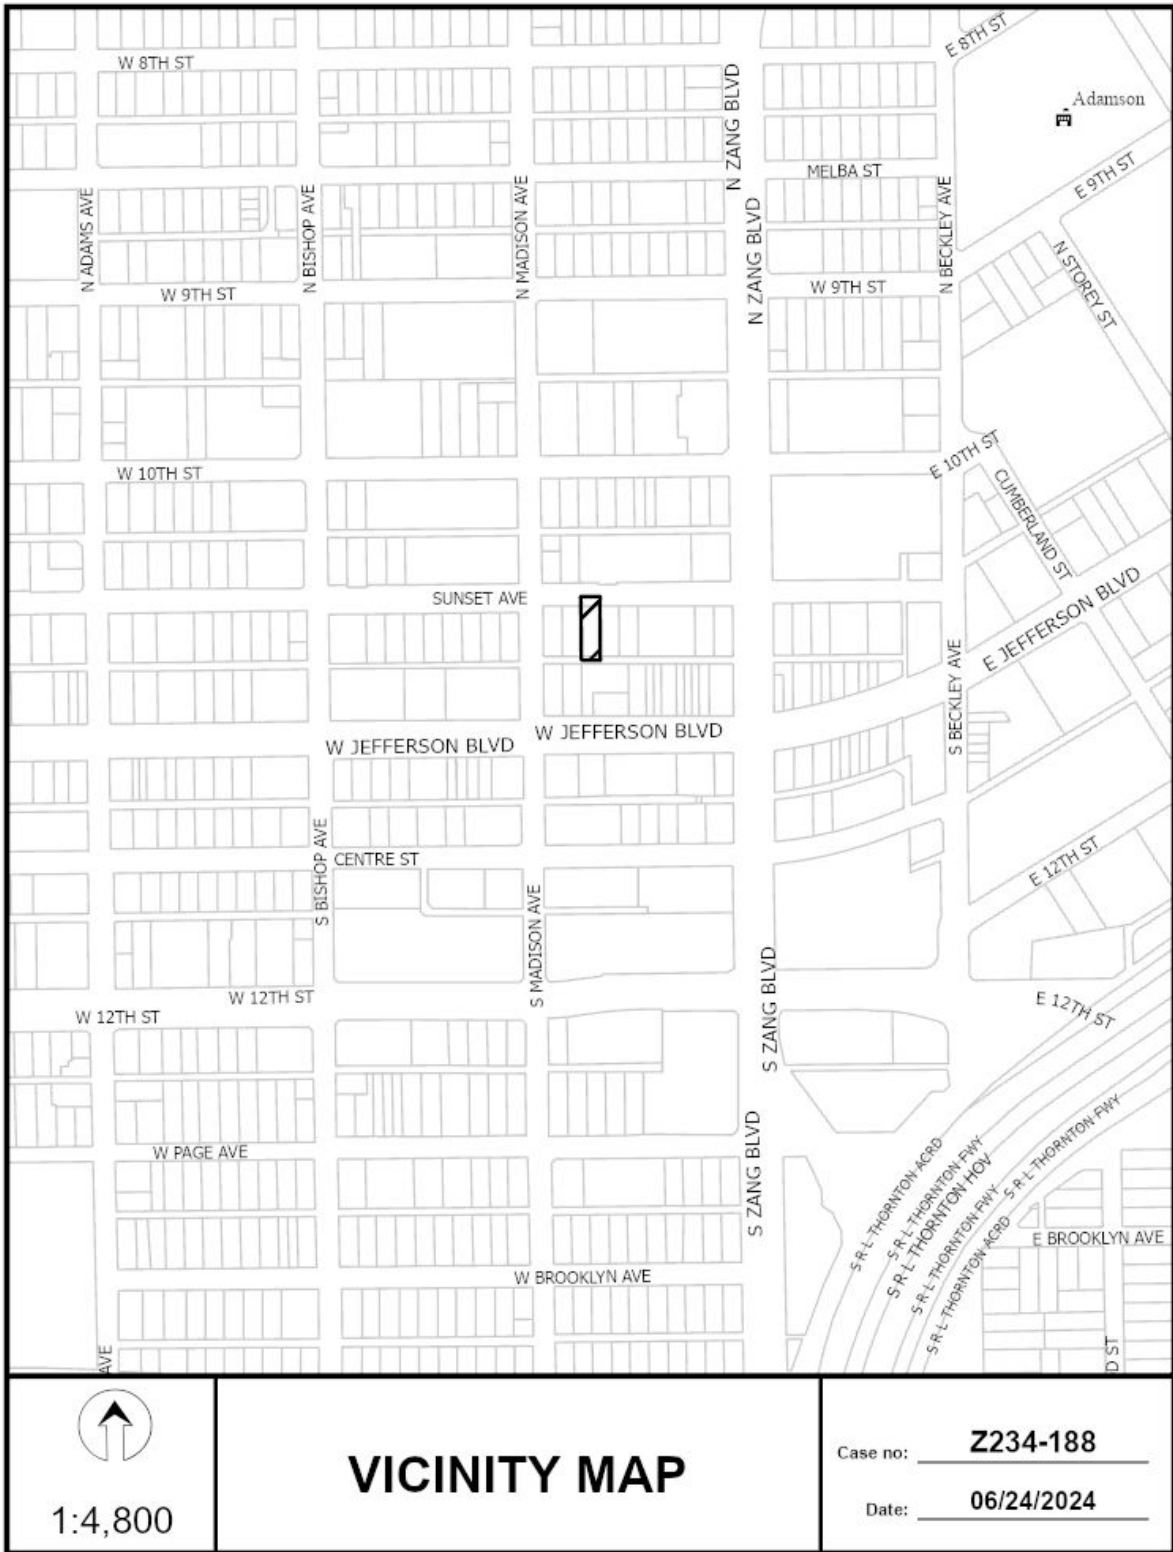 E 8TH ST
W 8TH ST
N ZANG BLVD
Adamson
MELBA ST
E 9TH ST
N ADAMS AVE
N BISHOP AVE
N MADISON AVE
N ZANG BLVD
N BECKLEY AVE
N STOREY ST
W 9TH ST
W 9TH ST
W 10TH ST
E 10TH ST
CUMBERLAND ST
SUNSET AVE
E JEFFERSON BLVD
S BECKLEY AVE
W JEFFERSON BLVD
W JEFFERSON BLVD
S BISHOP AVE
CENTRE ST
E 12TH ST
S MADISON AVE
S ZANG BLVD
W 12TH ST
W 12TH ST
E 12TH ST
W PAGE AVE
S ZANG BLVD
S R L THORNTON ACRD
S R L THORNTON FWY
S R L THORNTON HOV
S R L THORNTON FWY
S R L THORNTON FWY
S R L THORNTON ACRD
E BROOKLYN AVE
W BROOKLYN AVE
AVE
D ST
1:4,800
VICINITY MAP
Case no: Z234-188
Date: 06/24/2024